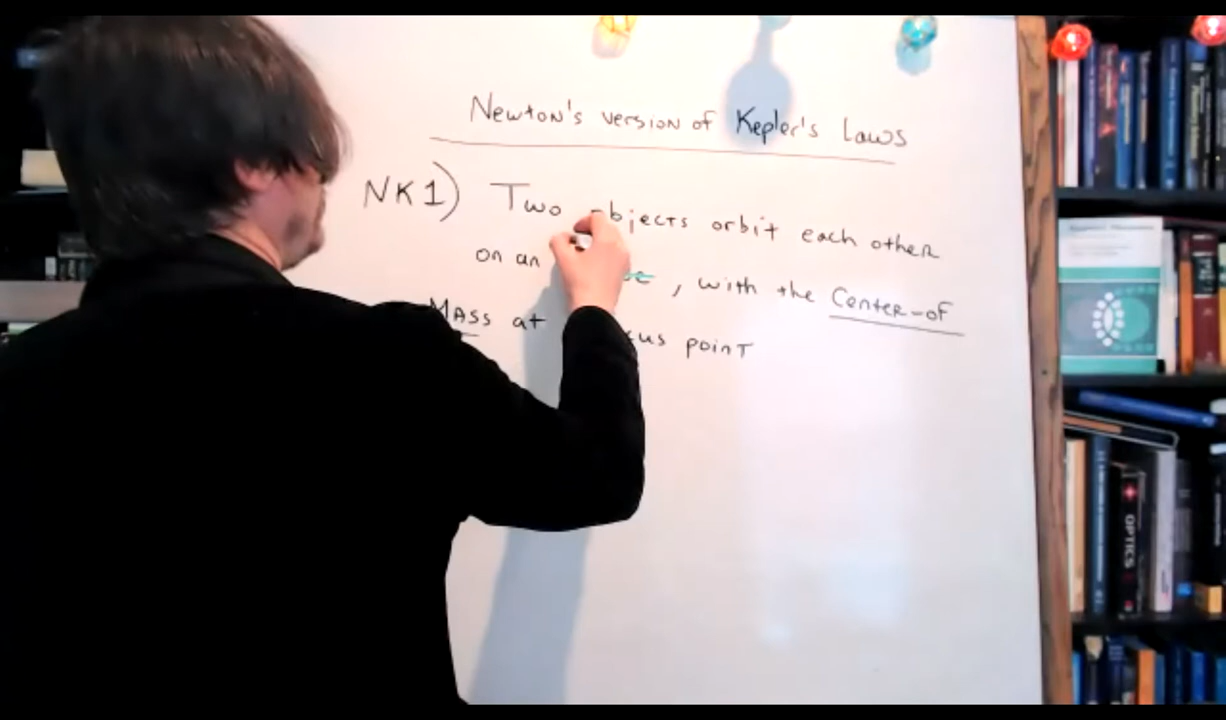 Newton's version of Kepler's Laws
NK1) Two objects orbit each other
on an , with the Center-of
Mass at point
OPTICS